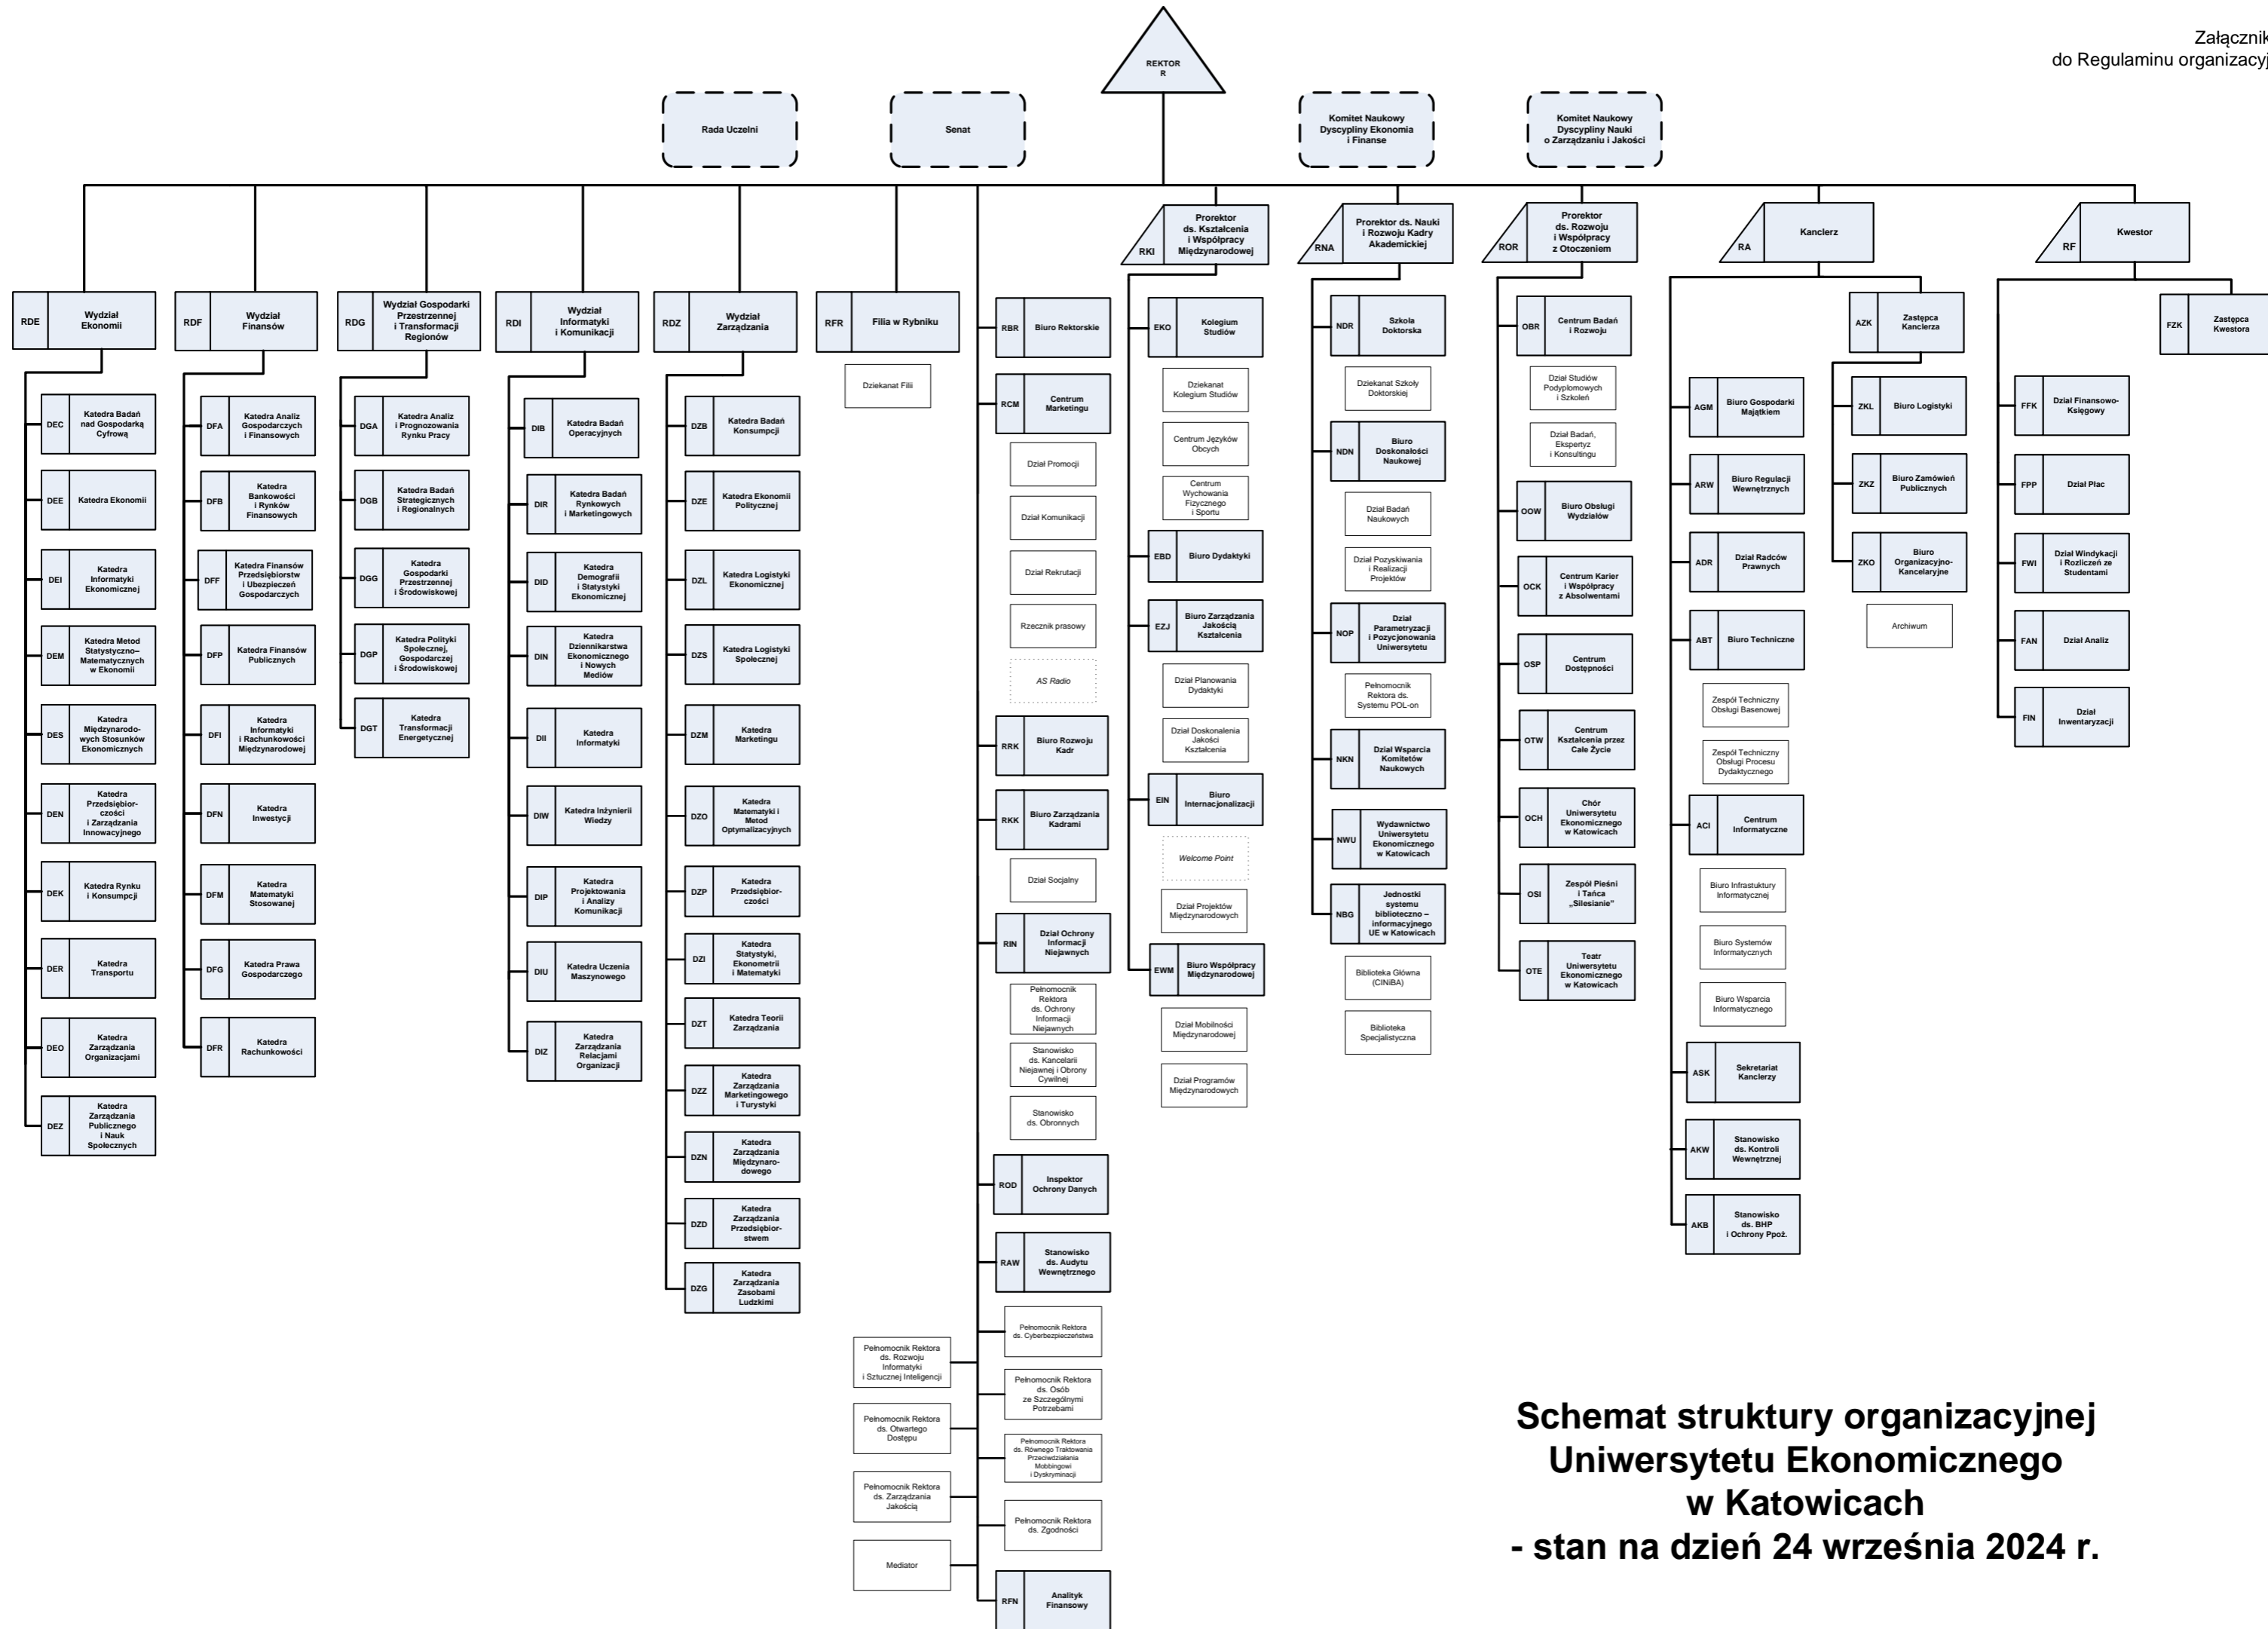 Załącznik
do Regulaminu organizacyj
REKTOR
R
Rada Uczelni
Senat
Komitet Naukowy
Dyscypliny Ekonomia
i Finanse
Komitet Naukowy
Dyscypliny Nauki
o Zarządzaniu i Jakości
RDE
Wydział
Ekonomii
DEC
Katedra Badań
nad Gospodarką
Cyfrową
DEE
Katedra Ekonomii
DEI
Katedra
Informatyki
Ekonomicznej
DEM
Katedra Metod
Statystyczno–
Matematycznych
w Ekonomii
DES
Katedra
Międzynarodo-
wych Stosunków
Ekonomicznych
DEN
Katedra
Przedsiębior-
czości
i Zarządzania
Innowacyjnego
DEK
Katedra Rynku
i Konsumpcji
DER
Katedra
Transportu
DEO
Katedra
Zarządzania
Organizacjami
DEZ
Katedra
Zarządzania
Publicznego
i Nauk
Społecznych
RDF
Wydział
Finansów
DFA
Katedra Analiz
Gospodarczych
i Finansowych
DFB
Katedra
Bankowości
i Rynków
Finansowych
DFF
Katedra Finansów
Przedsiębiorstw
i Ubezpieczeń
Gospodarczych
DFP
Katedra Finansów
Publicznych
DFI
Katedra
Informatyki
i Rachunkowości
Międzynarodowej
DFN
Katedra
Inwestycji
DFM
Katedra
Matematyki
Stosowanej
DFG
Katedra Prawa
Gospodarczego
DFR
Katedra
Rachunkowości
RDG
Wydział Gospodarki
Przestrzennej
i Transformacji
Regionów
DGA
Katedra Analiz
i Prognozowania
Rynku Pracy
DGB
Katedra Badań
Strategicznych
i Regionalnych
DGG
Katedra
Gospodarki
Przestrzennej
i Środowiskowej
DGP
Katedra Polityki
Społecznej,
Gospodarczej
i Środowiskowej
DGT
Katedra
Transformacji
Energetycznej
RDI
Wydział
Informatyki
i Komunikacji
DIB
Katedra Badań
Operacyjnych
DIR
Katedra Badań
Rynkowych
i Marketingowych
DID
Katedra
Demografii
i Statystyki
Ekonomicznej
DIN
Katedra
Dziennikarstwa
Ekonomicznego
i Nowych
Mediów
DII
Katedra
Informatyki
DIW
Katedra Inżynierii
Wiedzy
DIP
Katedra
Projektowania
i Analizy
Komunikacji
DIU
Katedra Uczenia
Maszynowego
DIZ
Katedra
Zarządzania
Relacjami
Organizacji
RDZ
Wydział
Zarządzania
DZB
Katedra Badań
Konsumpcji
DZE
Katedra Ekonomii
Politycznej
DZL
Katedra Logistyki
Ekonomicznej
DZS
Katedra Logistyki
Społecznej
DZM
Katedra
Marketingu
DZO
Katedra
Matematyki i
Metod
Optymalizacyjnych
DZP
Katedra
Przedsiębior-
czości
DZI
Katedra
Statystyki,
Ekonometrii
i Matematyki
DZT
Katedra Teorii
Zarządzania
DZZ
Katedra
Zarządzania
Marketingowego
i Turystyki
DZN
Katedra
Zarządzania
Międzynaro-
dowego
DZD
Katedra
Zarządzania
Przedsiębior-
stwem
DZG
Katedra
Zarządzania
Zasobami
Ludzkimi
RFR
Filia w Rybniku
Dziekanat Filii
RBR
Biuro Rektorskie
RCM
Centrum
Marketingu
Dział Promocji
Dział Komunikacji
Dział Rekrutacji
Rzecznik prasowy
AS Radio
RRK
Biuro Rozwoju
Kadr
RKK
Biuro Zarządzania
Kadrami
Dział Socjalny
RIN
Dział Ochrony
Informacji
Niejawnych
Pełnomocnik
Rektora
ds. Ochrony
Informacji
Niejawnych
Stanowisko
ds. Kancelarii
Niejawnej i Obrony
Cywilnej
Stanowisko
ds. Obronnych
ROD
Inspektor
Ochrony Danych
RAW
Stanowisko
ds. Audytu
Wewnętrznego
Pełnomocnik Rektora
ds. Cyberbezpieczeństwa
Pełnomocnik Rektora
ds. Rozwoju
Informatyki
i Sztucznej Inteligencji
Pełnomocnik Rektora
ds. Osób
ze Szczególnymi
Potrzebami
Pełnomocnik Rektora
ds. Otwartego
Dostępu
Pełnomocnik Rektora
ds. Równego Traktowania
Przeciwdziałania
Mobbingowi
i Dyskryminacji
Pełnomocnik Rektora
ds. Zarządzania
Jakością
Pełnomocnik Rektora
ds. Zgodności
Mediator
RFN
Analityk
Finansowy
RKI
Prorektor
ds. Kształcenia
i Współpracy
Międzynarodowej
EKO
Kolegium
Studiów
Dziekanat
Kolegium Studiów
Centrum Języków
Obcych
Centrum
Wychowania
Fizycznego
i Sportu
EBD
Biuro Dydaktyki
EZJ
Biuro Zarządzania
Jakością
Kształcenia
Dział Planowania
Dydaktyki
Dział Doskonalenia
Jakości
Kształcenia
EIN
Biuro
Internacjonalizacji
Welcome Point
Dział Projektów
Międzynarodowych
EWM
Biuro Współpracy
Międzynarodowej
Dział Mobilności
Międzynarodowej
Dział Programów
Międzynarodowych
RNA
Prorektor ds. Nauki
i Rozwoju Kadry
Akademickiej
NDR
Szkoła
Doktorska
Dziekanat Szkoły
Doktorskiej
NDN
Biuro
Doskonałości
Naukowej
Dział Badań
Naukowych
Dział Pozyskiwania
i Realizacji
Projektów
NOP
Dział
Parametryzacji
i Pozycjonowania
Uniwersytetu
Pełnomocnik
Rektora ds.
Systemu POL-on
NKN
Dział Wsparcia
Komitetów
Naukowych
NWU
Wydawnictwo
Uniwersytetu
Ekonomicznego
w Katowicach
NBG
Jednostki
systemu
biblioteczno –
informacyjnego
UE w Katowicach
Biblioteka Główna
(CINiBA)
Biblioteka
Specjalistyczna
ROR
Prorektor
ds. Rozwoju
i Współpracy
z Otoczeniem
OBR
Centrum Badań
i Rozwoju
Dział Studiów
Podyplomowych
i Szkoleń
Dział Badań,
Ekspertyz
i Konsultingu
OOW
Biuro Obsługi
Wydziałów
OCK
Centrum Karier
i Współpracy
z Absolwentami
OSP
Centrum
Dostępności
OTW
Centrum
Kształcenia przez
Całe Życie
OCH
Chór
Uniwersytetu
Ekonomicznego
w Katowicach
OSI
Zespół Pieśni
i Tańca
„Silesianie”
OTE
Teatr
Uniwersytetu
Ekonomicznego
w Katowicach
RA
Kanclerz
AGM
Biuro Gospodarki
Majątkiem
ARW
Biuro Regulacji
Wewnętrznych
ADR
Dział Radców
Prawnych
ABT
Biuro Techniczne
Zespół Techniczny
Obsługi Basenowej
Zespół Techniczny
Obsługi Procesu
Dydaktycznego
ACI
Centrum
Informatyczne
Biuro Infrastuktury
Informatycznej
Biuro Systemów
Informatycznych
Biuro Wsparcia
Informatycznego
ASK
Sekretariat
Kanclerzy
AKW
Stanowisko
ds. Kontroli
Wewnętrznej
AKB
Stanowisko
ds. BHP
i Ochrony Ppoż.
AZK
Zastępca
Kanclerza
ZKL
Biuro Logistyki
ZKZ
Biuro Zamówień
Publicznych
ZKO
Biuro
Organizacyjno-
Kancelaryjne
Archiwum
RF
Kwestor
FFK
Dział Finansowo-
Księgowy
FPP
Dział Płac
FWI
Dział Windykacji
i Rozliczeń ze
Studentami
FAN
Dział Analiz
FIN
Dział
Inwentaryzacji
FZK
Zastępca
Kwestora
Schemat struktury organizacyjnej
Uniwersytetu Ekonomicznego
w Katowicach
- stan na dzień 24 września 2024 r.